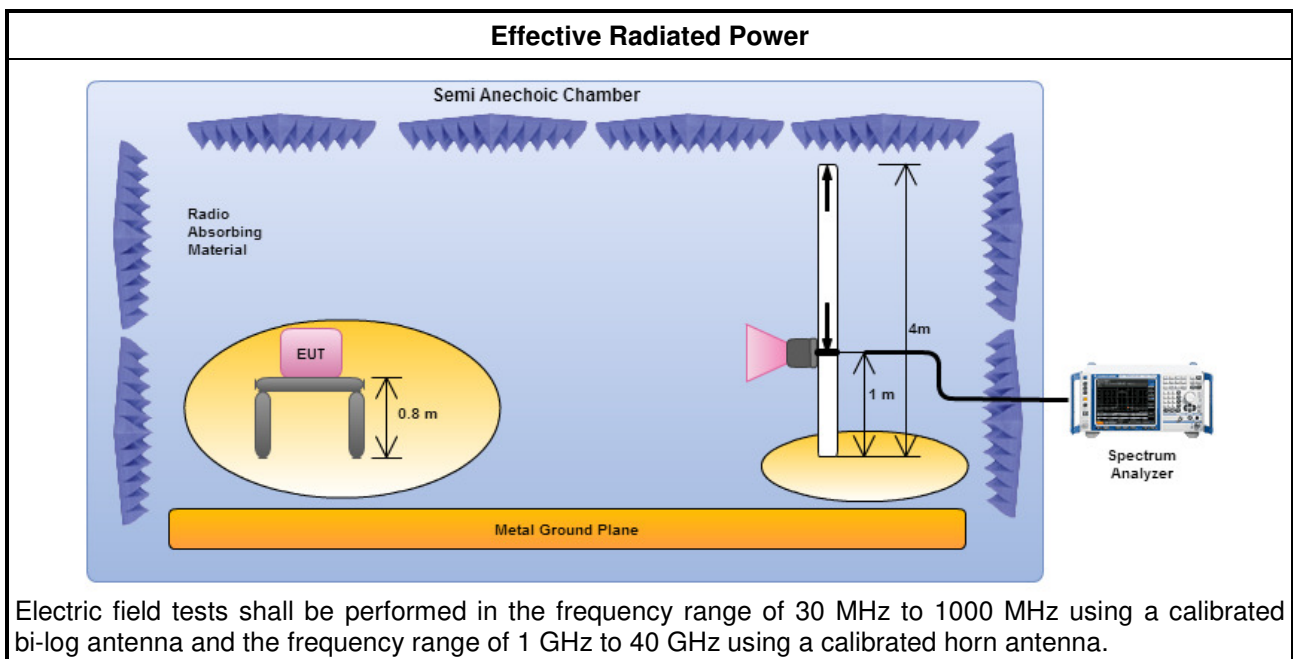 Effective Radiated Power
Semi Anechoic Chamber
Radio
Absorbing
Material
EUT
0.8 m
4m
1 m
Spectrum
Analyzer
Metal Ground Plane
Electric field tests shall be performed in the frequency range of 30 MHz to 1000 MHz using a calibrated
bi-log antenna and the frequency range of 1 GHz to 40 GHz using a calibrated horn antenna.